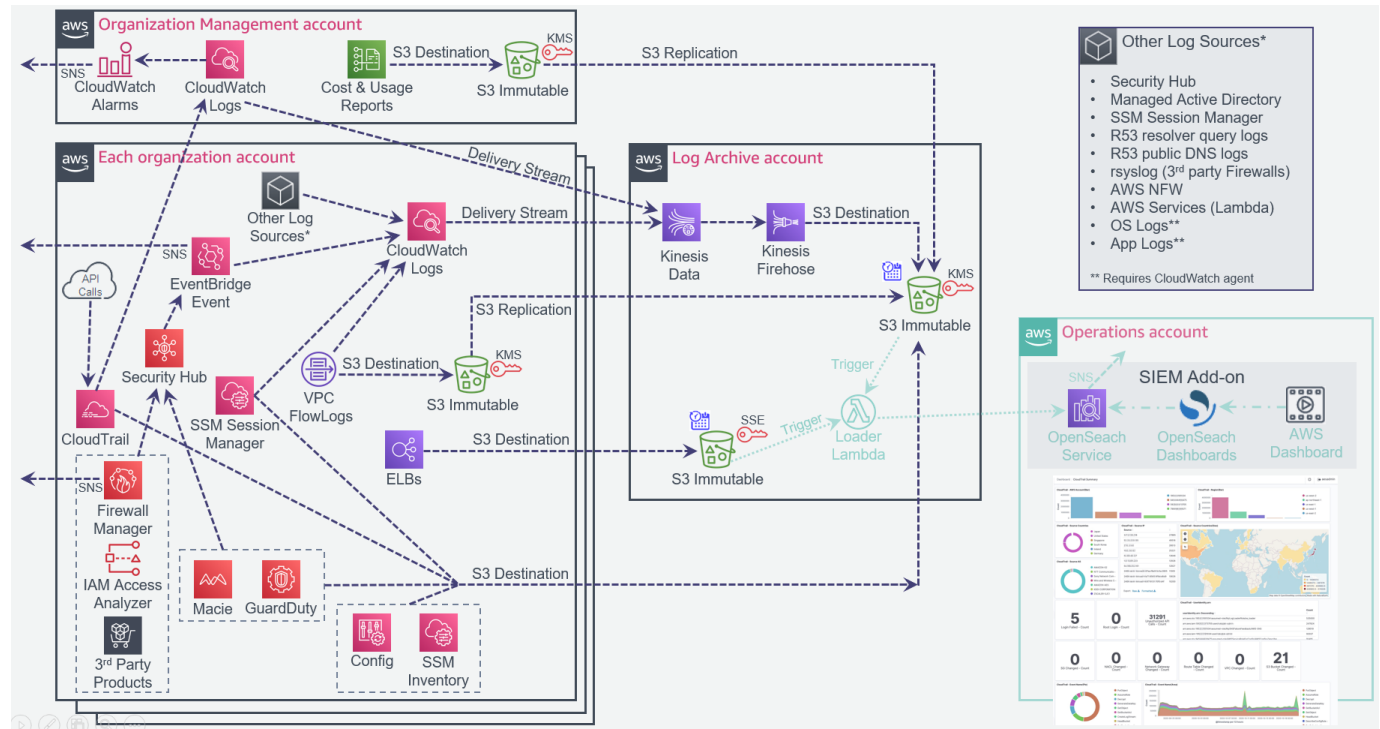 aws
Organization Management account
SNS
CloudWatch
Alarms
CloudWatch
Logs
Cost & Usage
Reports
S3 Destination
KMS
S3 Immutable
S3 Replication
aws
Each organization account
Delivery Stream
Other Log
Sources*
CloudWatch
Logs
Delivery Stream
SNS
EventBridge
Event
API
Calls
Security Hub
CloudTrail
SSM Session
Manager
VPC
FlowLogs
S3 Destination
KMS
S3 Immutable
S3 Replication
ELBs
S3 Destination
SNS
Firewall
Manager
IAM Access
Analyzer
3rd Party
Products
Macie
GuardDuty
Config
SSM
Inventory
S3 Destination
aws
Log Archive account
Kinesis
Data
Kinesis
Firehose
S3 Destination
KMS
S3 Immutable
Trigger
SSE
Trigger
S3 Immutable
Loader
Lambda
Other Log Sources*
• Security Hub
• Managed Active Directory
• SSM Session Manager
• R53 resolver query logs
• R53 public DNS logs
• rsyslog (3rd party Firewalls)
• AWS NFW
• AWS Services (Lambda)
• OS Logs**
• App Logs**
** Requires CloudWatch agent
aws
Operations account
SNS
SIEM Add-on
OpenSeach
Service
OpenSeach
Dashboards
AWS
Dashboard
5
0
31291
0
0
0
0
0
21